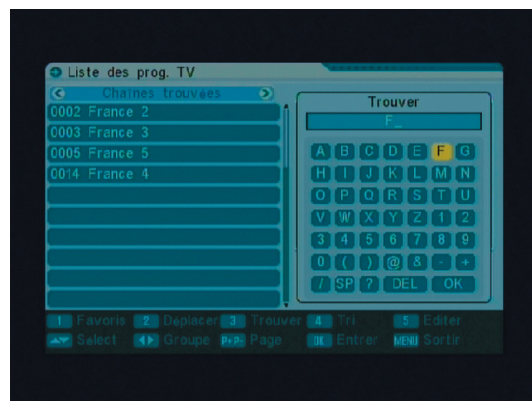 Liste des prog. TV
Chaînes trouvées
0002 France 2
0003 France 3
0005 France 5
0014 France 4
Trouver
F_
A B C D E F G
H I J K L M N
O P Q R S T U
V W X Y Z 1 2
3 4 5 6 7 8 9
0 ( ) @ & - +
/ SP ? DEL OK
1 Favoris 2 Déplacer 3 Trouver 4 Tri 5 Editer
Select Groupe P+P- Page OK Entrer MENU Sortir